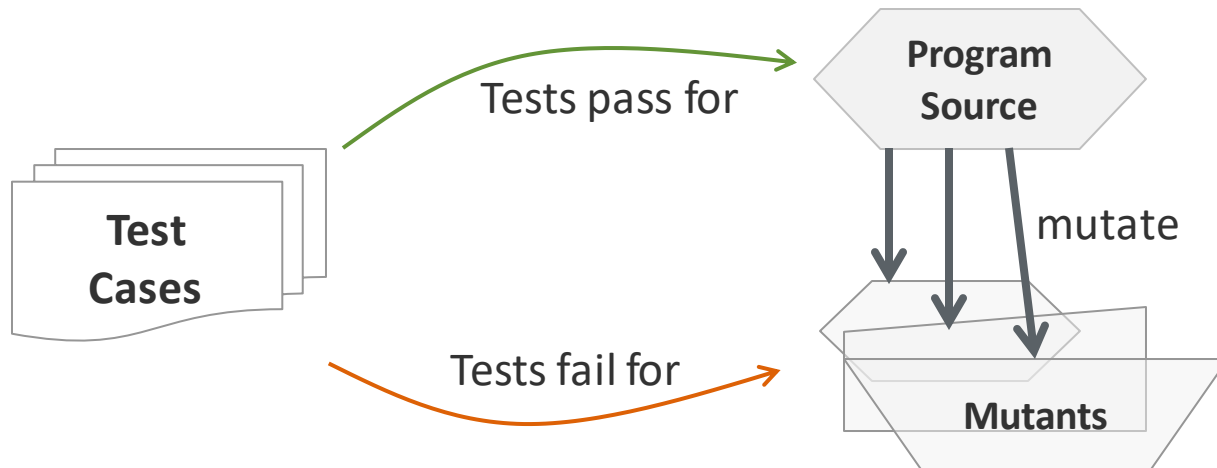 Program
Source
Tests pass for
mutate
Test
Cases
Tests fail for
Mutants